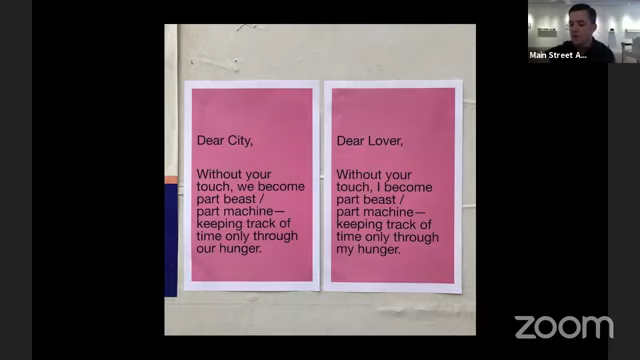 Main Street A...
Dear City,
Without your
touch, we become
part beast /
part machine—
keeping track of
time only through
our hunger.
Dear Lover,
Without your
touch, I become
part beast /
part machine—
keeping track of
time only through
my hunger.
zoom